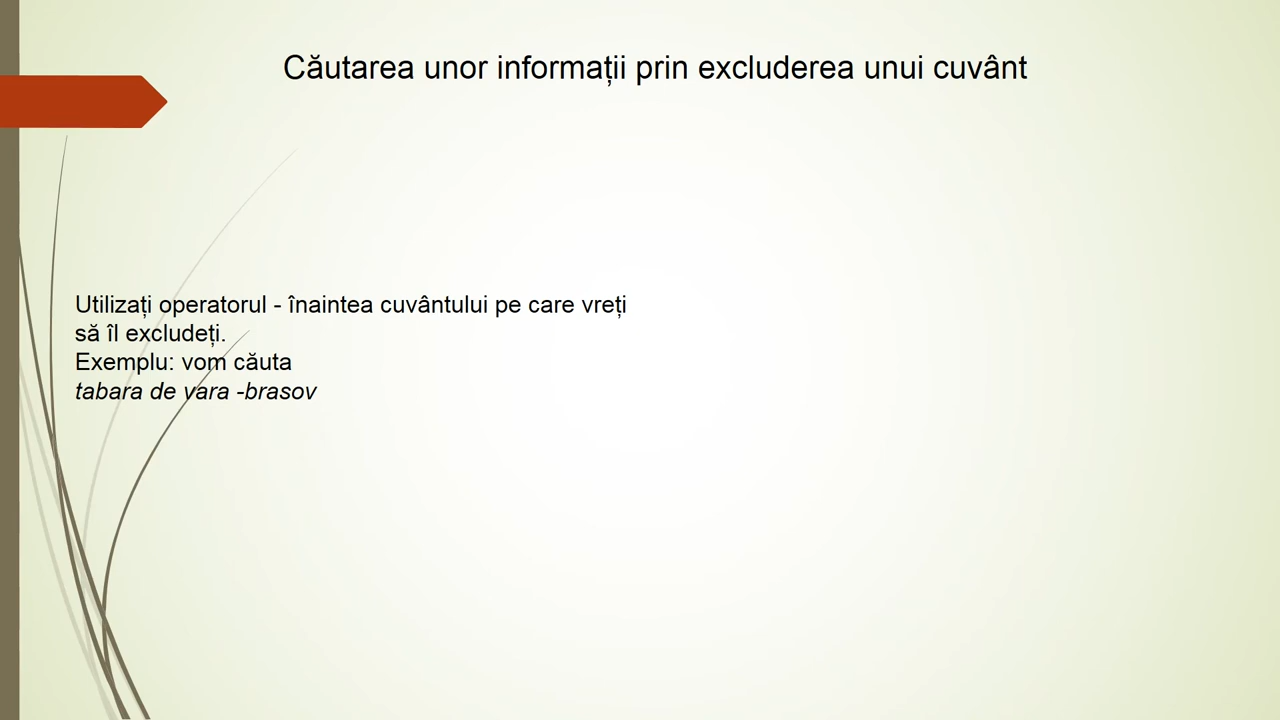 Căutarea unor informații prin excluderea unui cuvânt
Utilizați operatorul - înaintea cuvântului pe care vreți
să îl excludeți.
Exemplu: vom căuta
tabara de vara -brasov